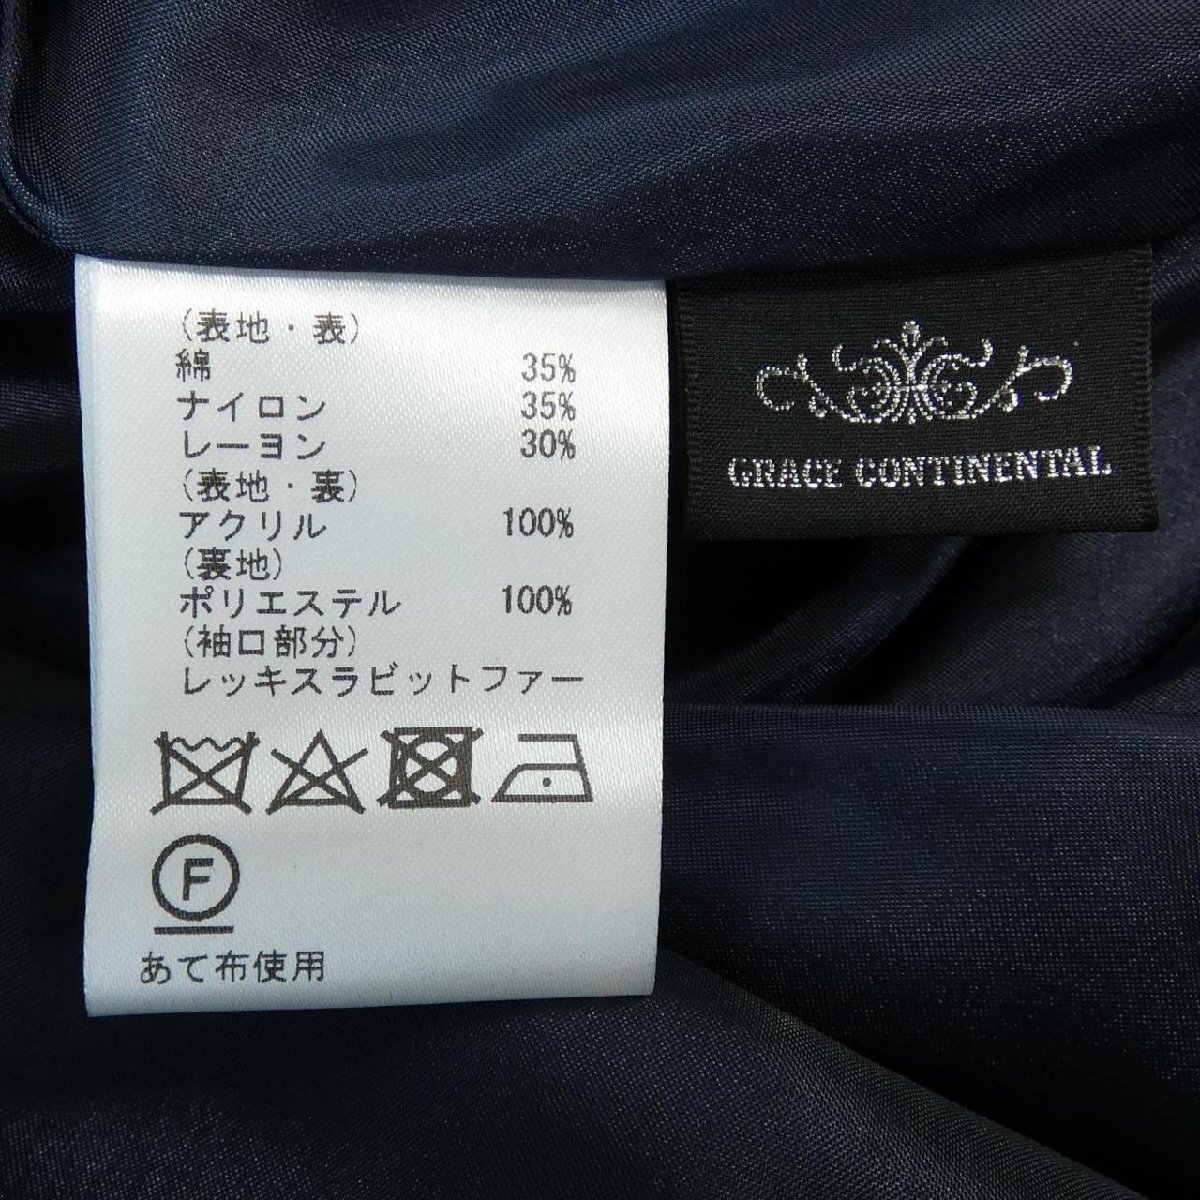 (表地・表)
綿 35%
ナイロン 35%
レーヨン 30%
(表地・裏)
アクリル 100%
(裏地)
ポリエステル 100%
(袖口部分)
レッキスラビットファー
F
あて布使用
GRACE CONTINENTAL